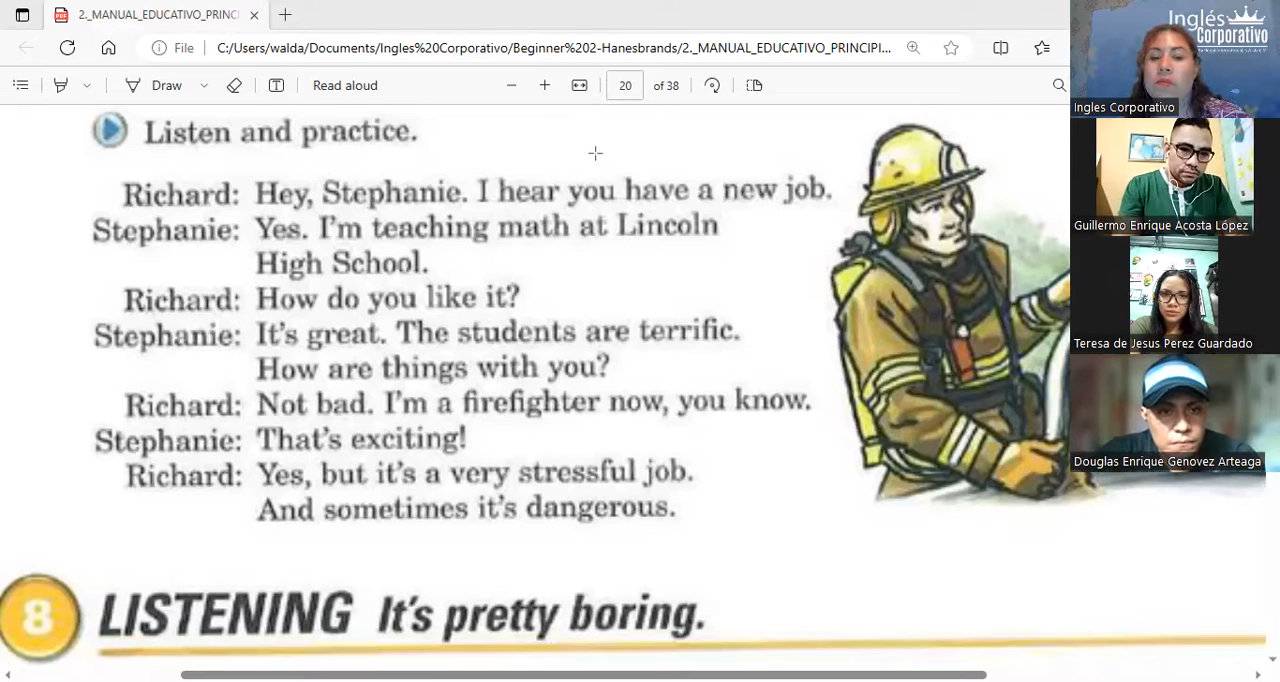 2._MANUAL_EDUCATIVO_PRINCI
File
C:/Users/walda/Documents/Ingles%20Corporativo/Beginner%202-Hanesbrands/2._MANUAL_EDUCATIVO_PRINCIPI...
Draw
Read aloud
20 of 38
Listen and practice.
Richard: Hey, Stephanie. I hear you have a new job.
Stephanie: Yes. I'm teaching math at Lincoln
High School.
Richard: How do you like it?
Stephanie: It's great. The students are terrific.
How are things with you?
Richard: Not bad. I'm a firefighter now, you know.
Stephanie: That's exciting!
Richard: Yes, but it's a very stressful job.
And sometimes it's dangerous.
8 LISTENING It's pretty boring.
Inglés
Corporativo
Ingles Corporativo
Guillermo Enrique Acosta López
Teresa de Jesus Perez Guardado
Douglas Enrique Genovez Arteaga